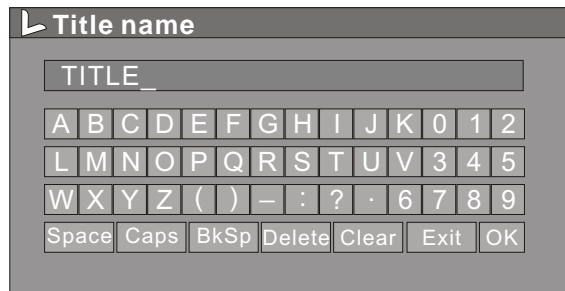 Title name
TITLE_
A B C D E F G H I J K 0 1 2
L M N O P Q R S T U V 3 4 5
W X Y Z ( ) – : ? · 6 7 8 9
Space Caps BkSp Delete Clear Exit OK